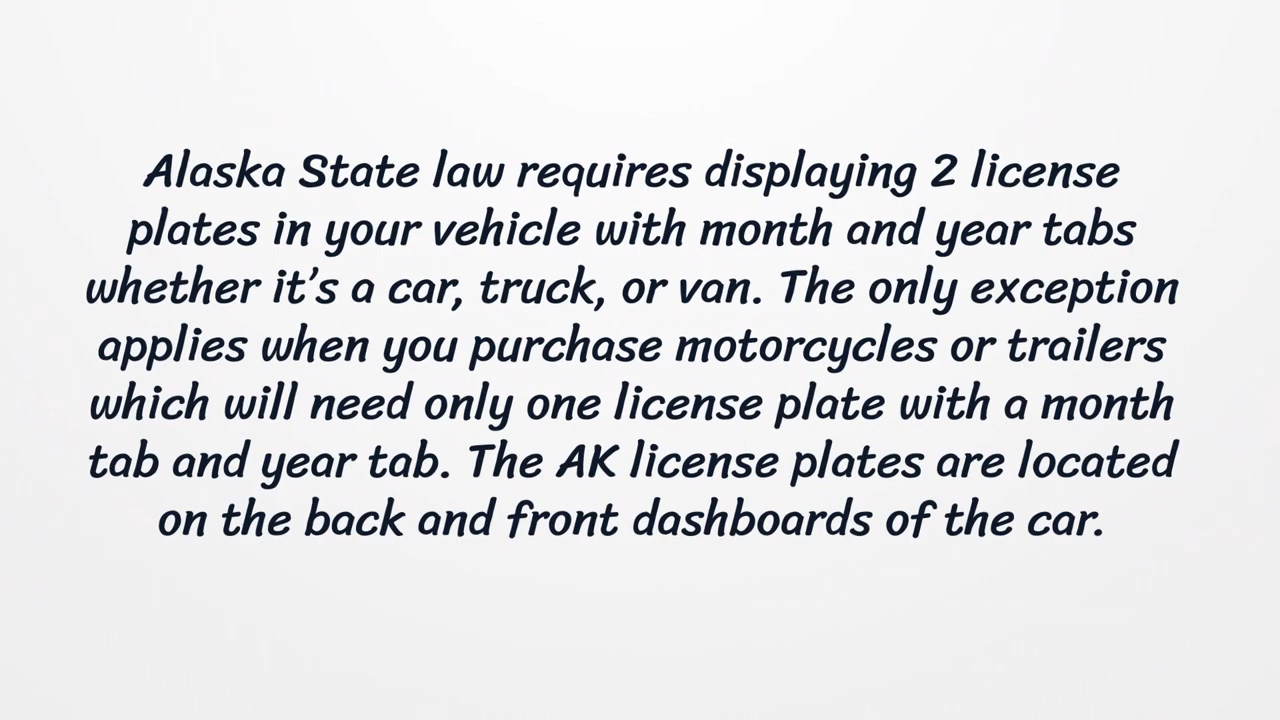 Alaska State law requires displaying 2 license
plates in your vehicle with month and year tabs
whether it’s a car, truck, or van. The only exception
applies when you purchase motorcycles or trailers
which will need only one license plate with a month
tab and year tab. The AK license plates are located
on the back and front dashboards of the car.